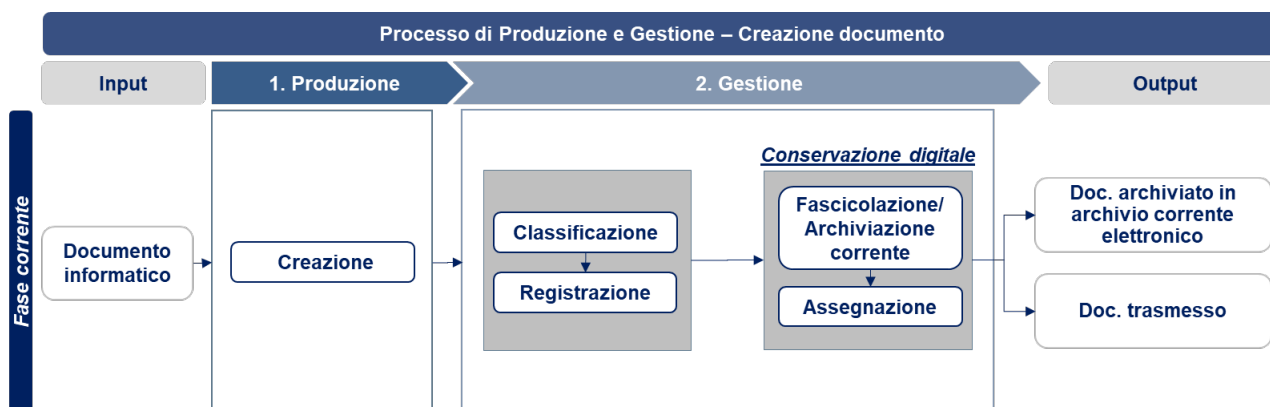 Processo di Produzione e Gestione – Creazione documento
Input
1. Produzione
2. Gestione
Output
Fase corrente
Documento
informatico
Creazione
Classificazione
Registrazione
Conservazione digitale
Fascicolazione/
Archiviazione
corrente
Assegnazione
Doc. archiviato in
archivio corrente
elettronico
Doc. trasmesso